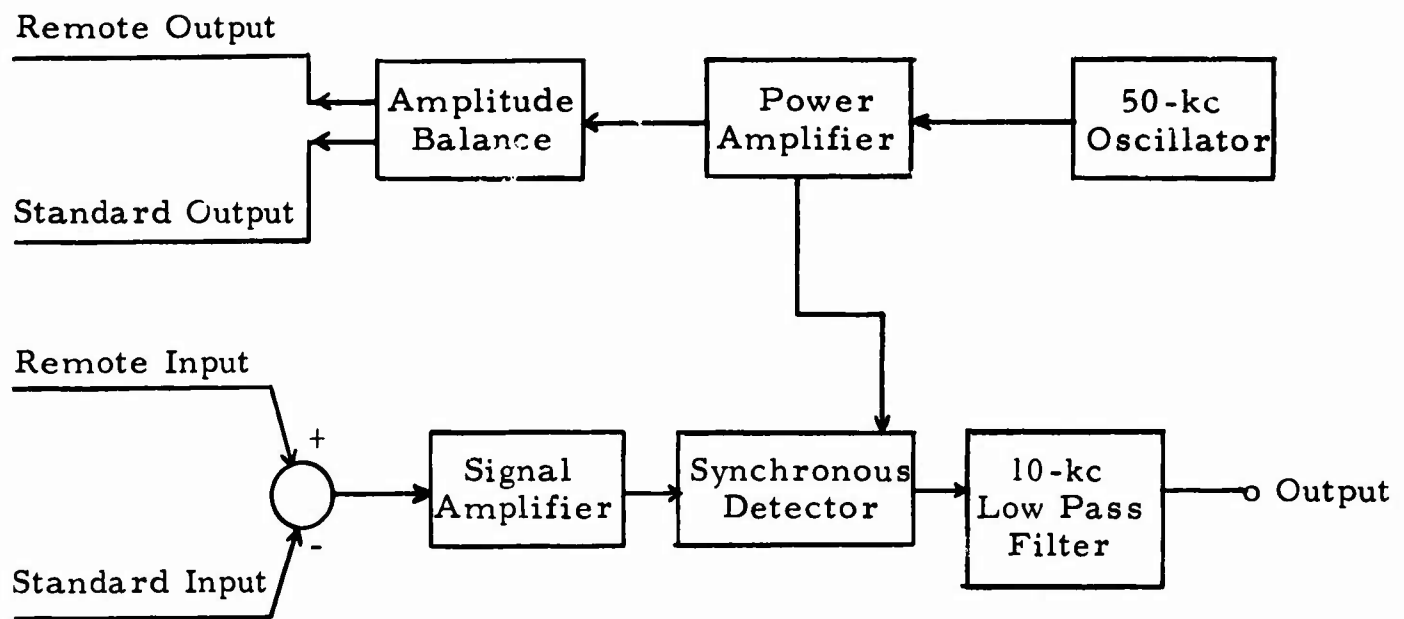 Remote Output
Amplitude
Balance
Power
Amplifier
50-kc
Oscillator
Standard Output
Remote Input
+
Signal
Amplifier
Synchronous
Detector
10-kc
Low Pass
Filter
Output
-
Standard Input